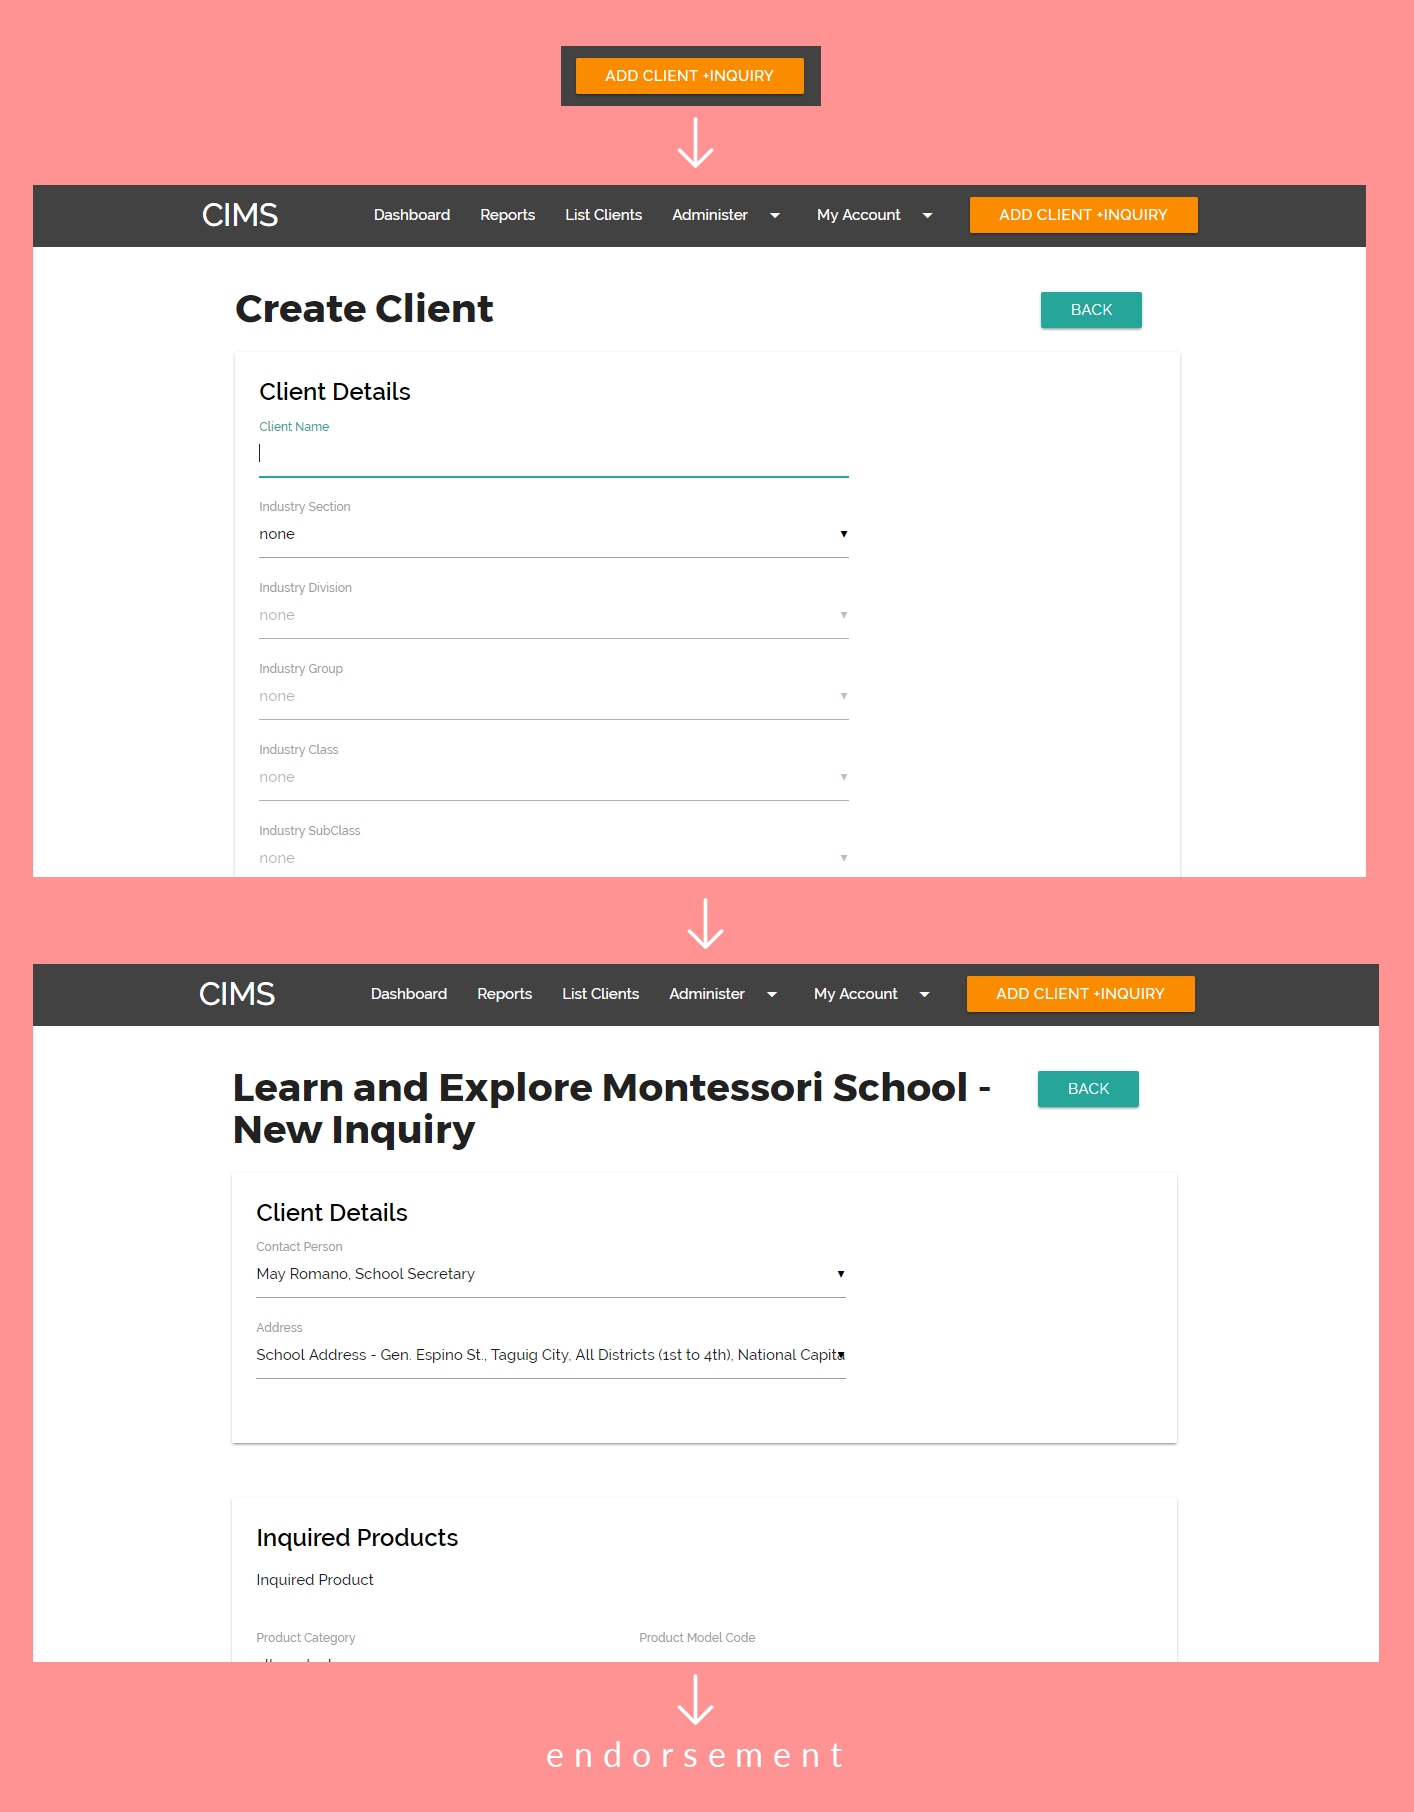 ADD CLIENT +INQUIRY
CIMS Dashboard Reports List Clients Administer My Account ADD CLIENT +INQUIRY
Create Client BACK
Client Details
Client Name
Industry Section
none
Industry Division
none
Industry Group
none
Industry Class
none
Industry SubClass
none
CIMS Dashboard Reports List Clients Administer My Account ADD CLIENT +INQUIRY
Learn and Explore Montessori School - BACK
New Inquiry
Client Details
Contact Person
May Romano, School Secretary
Address
School Address - Gen. Espino St., Taguig City, All Districts (1st to 4th), National Capita
Inquired Products
Inquired Product
Product Category Product Model Code
endorsement